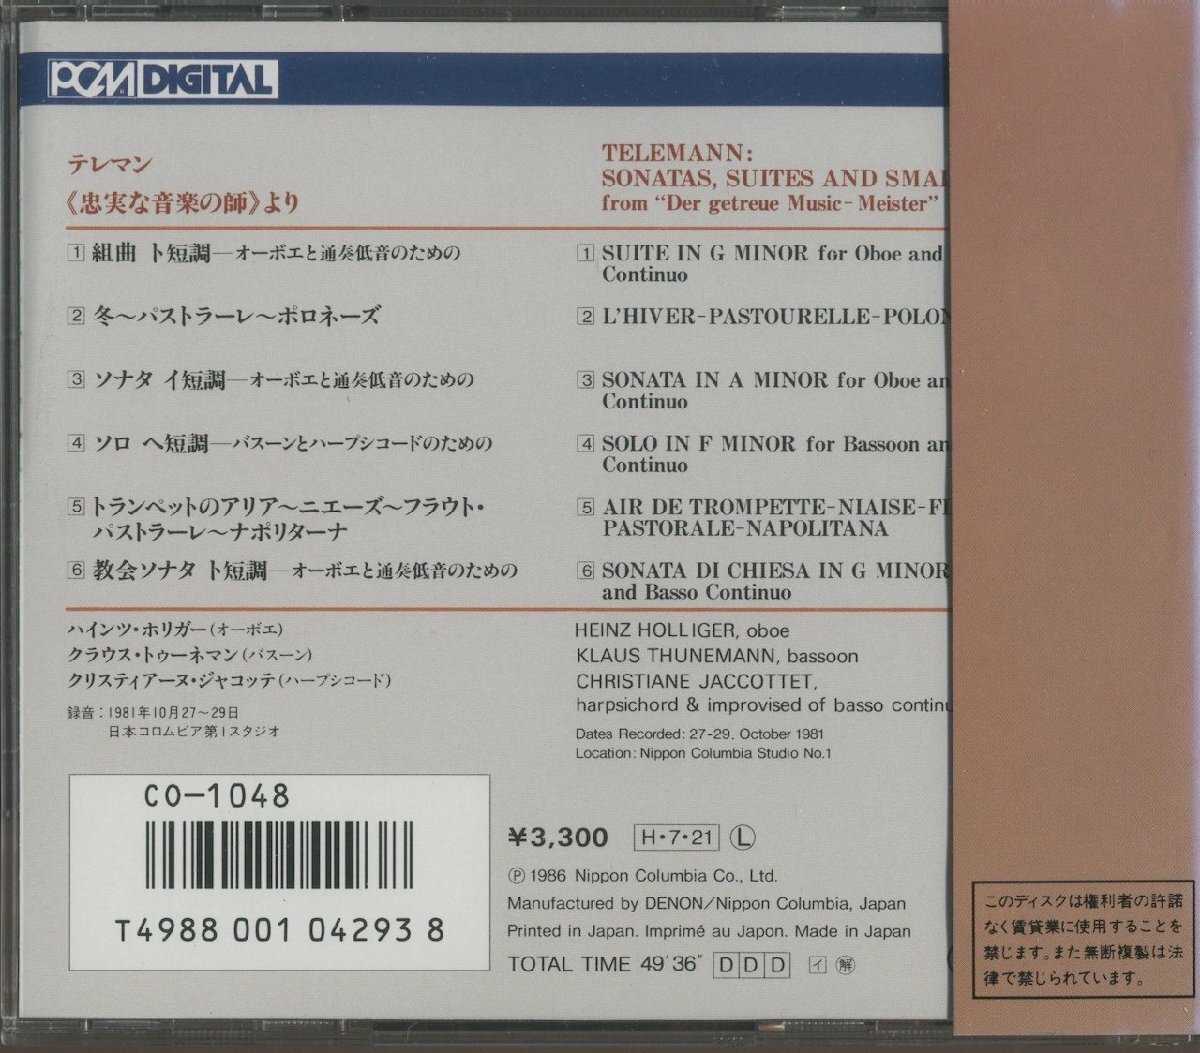 PCM DIGITAL
テレマン
《忠実な音楽の師》より
1 組曲 ト短調—オーボエと通奏低音のための
2 冬〜パストラーレ〜ポロネーズ
3 ソナタ イ短調—オーボエと通奏低音のための
4 ソロ ヘ短調—バスーンとハープシコードのための
5 トランペットのアリア〜ニエーズ〜フラウト・
パストラーレ〜ナポリターナ
6 教会ソナタ ト短調—オーボエと通奏低音のための
TELEMANN:
SONATAS, SUITES AND SMAL
from “Der getreue Music-Meister”
1 SUITE IN G MINOR for Oboe and
Continuo
2 L'HIVER-PASTOURELLE-POLON
3 SONATA IN A MINOR for Oboe an
Continuo
4 SOLO IN F MINOR for Bassoon an
Continuo
5 AIR DE TROMPETTE-NIAISE-FL
PASTORALE-NAPOLITANA
6 SONATA DI CHIESA IN G MINOR
and Basso Continuo
ハインツ・ホリガー(オーボエ)
クラウス・トゥーネマン(バスーン)
クリスティアーヌ・ジャコッテ(ハープシコード)
録音:1981年10月27〜29日
日本コロムビア第1スタジオ
HEINZ HOLLIGER, oboe
KLAUS THUNEMANN, bassoon
CHRISTIANE JACCOTTET,
harpsichord & improvised of basso continu
Dates Recorded: 27-29, October 1981
Location: Nippon Columbia Studio No.1
CO-1048
T4988 001 04293 8
¥3,300 H・7・21 Ⓛ
Ⓟ 1986 Nippon Columbia Co., Ltd.
Manufactured by DENON/Nippon Columbia, Japan
Printed in Japan. Imprimé au Japon. Made in Japan
TOTAL TIME 49'36" D D D イ 解
このディスクは権利者の許諾
なく賃貸業に使用することを
禁じます。また無断複製は法
律で禁じられています。